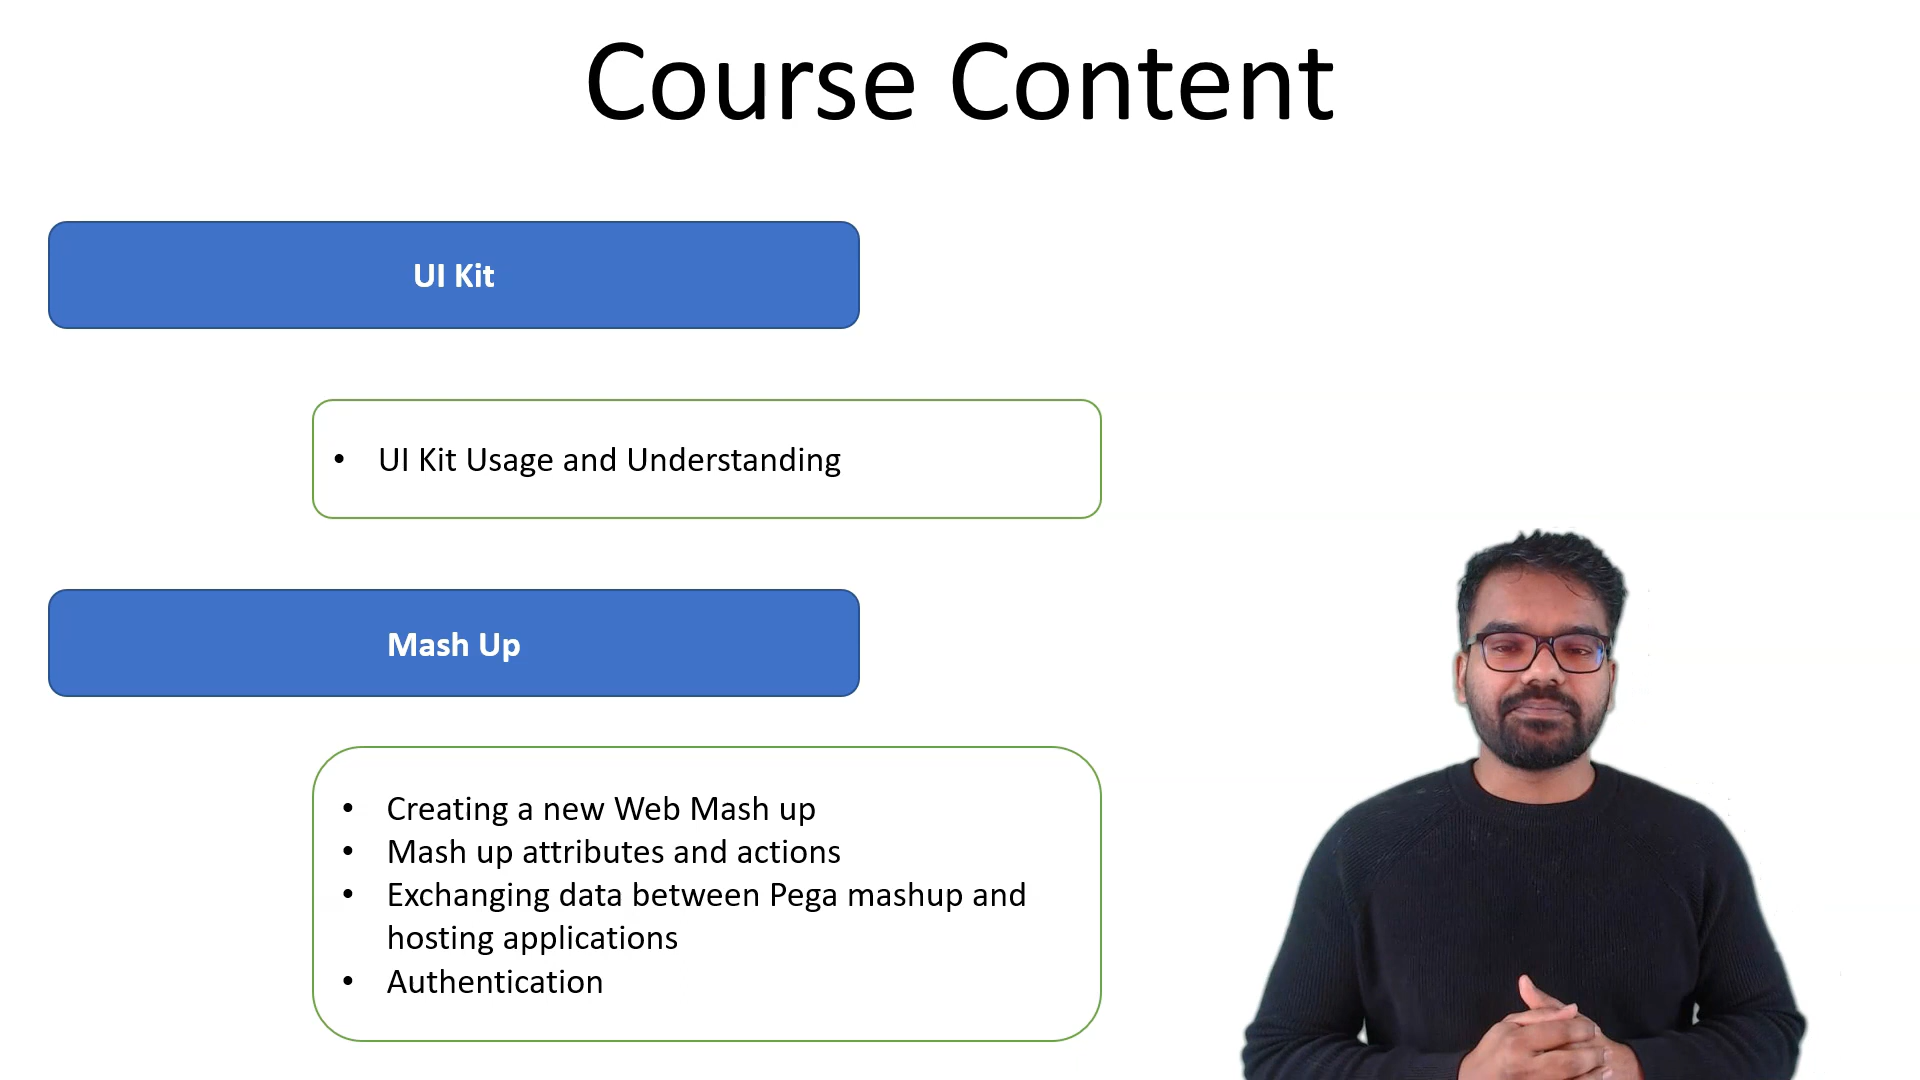 Course Content
UI Kit
• UI Kit Usage and Understanding
Mash Up
• Creating a new Web Mash up
• Mash up attributes and actions
• Exchanging data between Pega mashup and
hosting applications
• Authentication